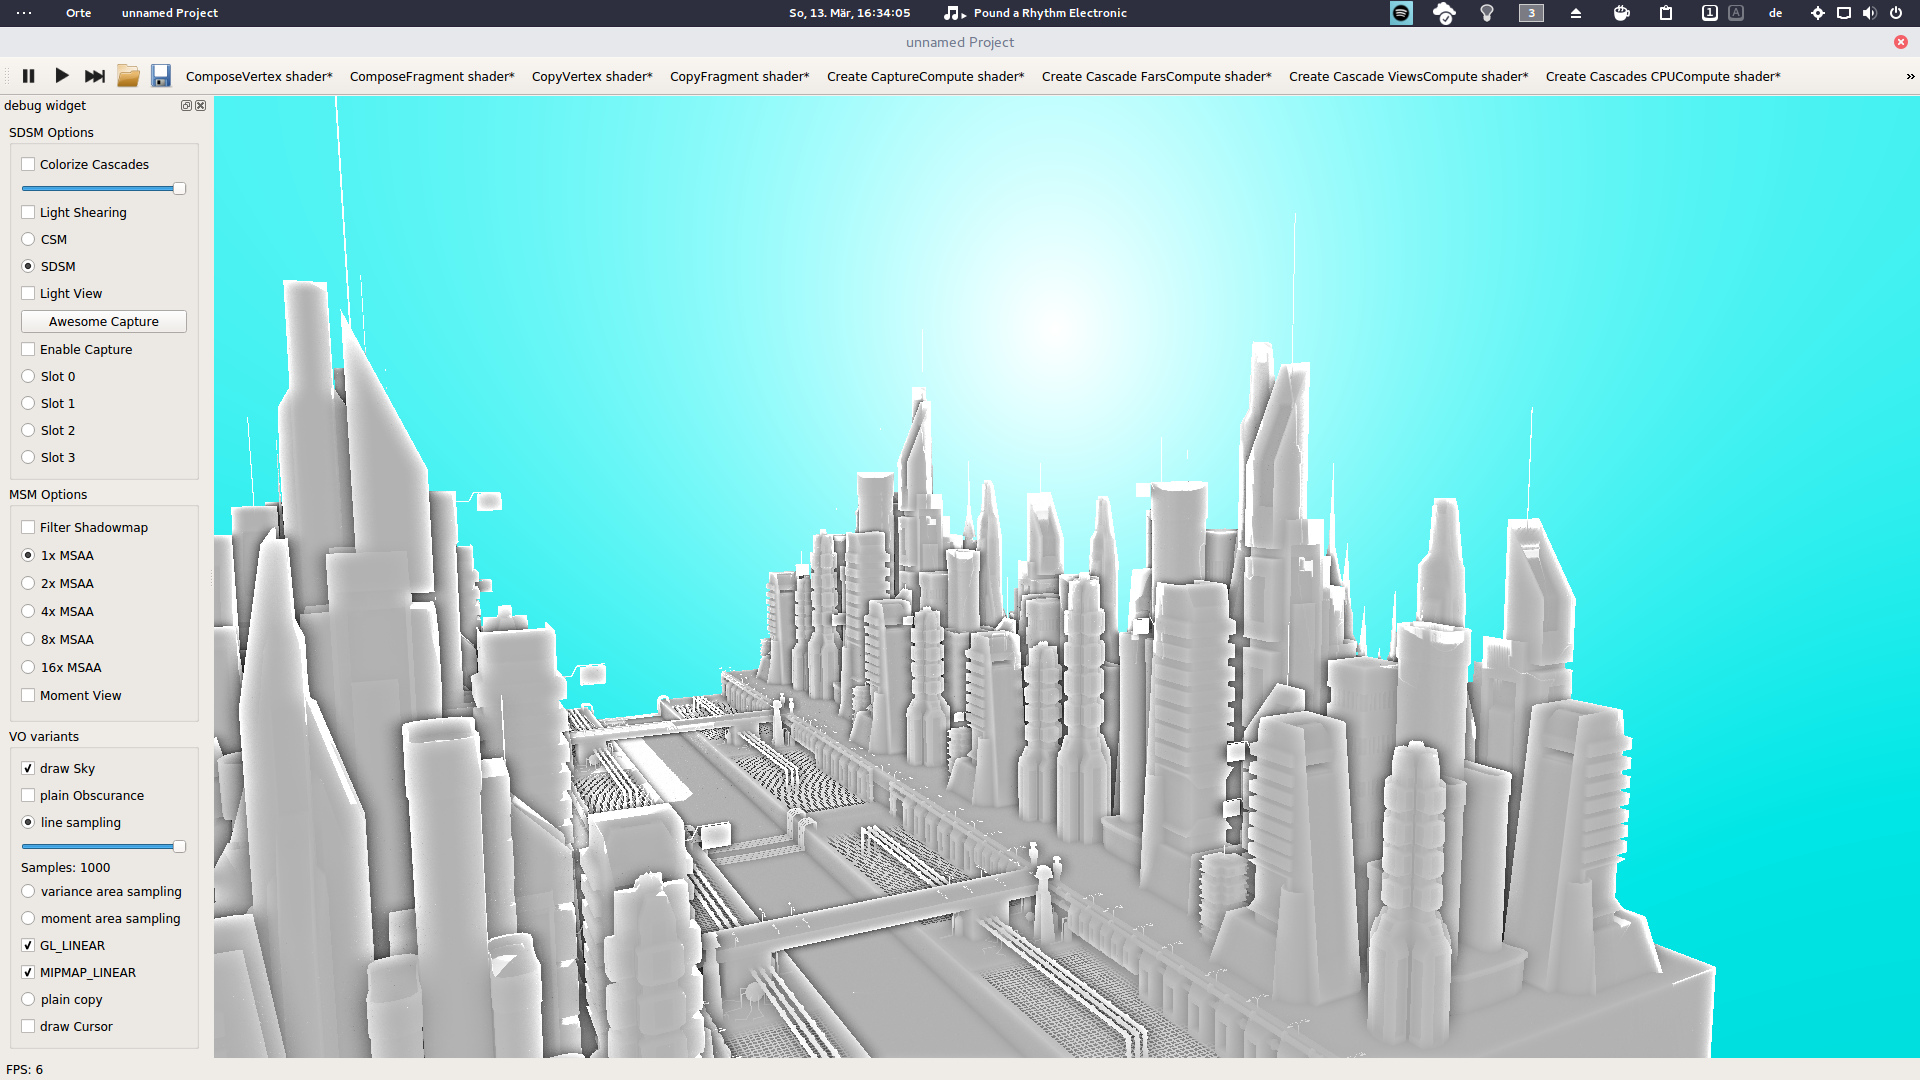 Orte
unnamed Project
So, 13. Mär, 16:34:05
Pound a Rhythm Electronic
3
1
A
de
unnamed Project
ComposeVertex shader*
ComposeFragment shader*
CopyVertex shader*
CopyFragment shader*
Create CaptureCompute shader*
Create Cascade FarsCompute shader*
Create Cascade ViewsCompute shader*
Create Cascades CPUCompute shader*
»
debug widget
SDSM Options
Colorize Cascades
Light Shearing
CSM
SDSM
Light View
Awesome Capture
Enable Capture
Slot 0
Slot 1
Slot 2
Slot 3
MSM Options
Filter Shadowmap
1x MSAA
2x MSAA
4x MSAA
8x MSAA
16x MSAA
Moment View
VO variants
draw Sky
plain Obscurance
line sampling
Samples: 1000
variance area sampling
moment area sampling
GL_LINEAR
MIPMAP_LINEAR
plain copy
draw Cursor
FPS: 6